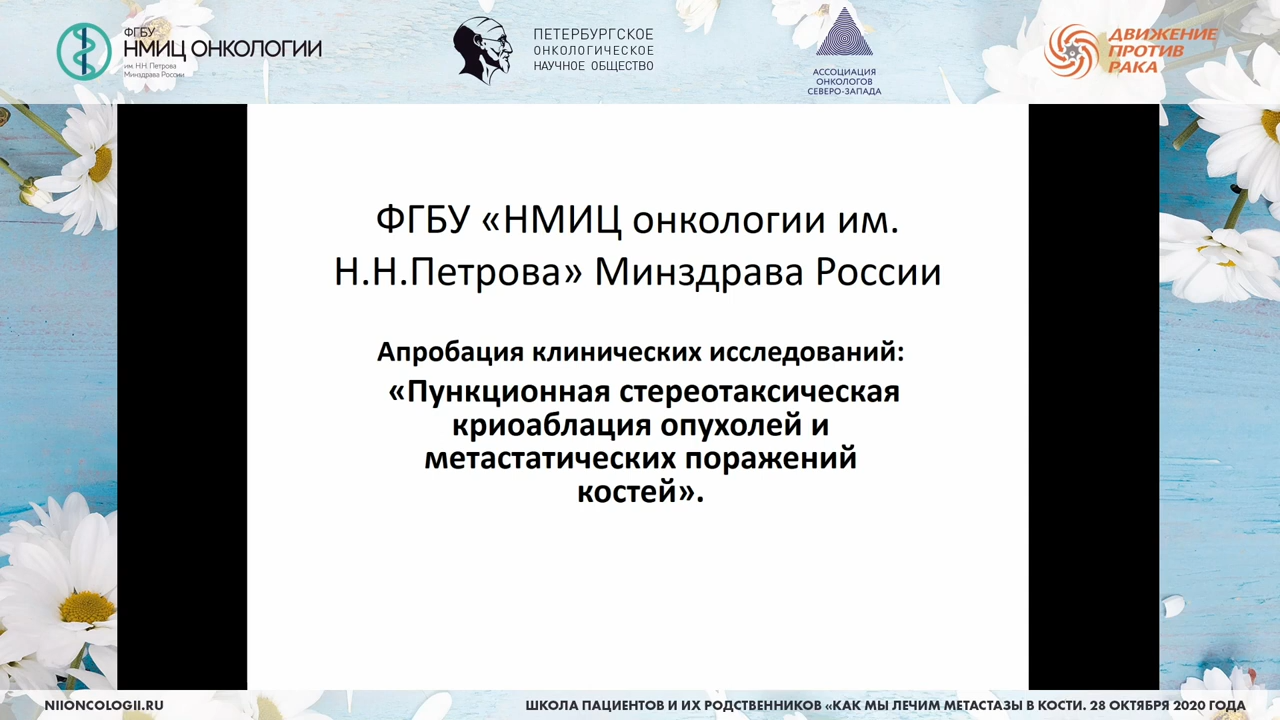 ФГБУ
НМИЦ ОНКОЛОГИИ
им. Н.Н. Петрова
Минздрава России
ПЕТЕРБУРГСКОЕ
ОНКОЛОГИЧЕСКОЕ
НАУЧНОЕ ОБЩЕСТВО
АССОЦИАЦИЯ
ОНКОЛОГОВ
СЕВЕРО-ЗАПАДА
ДВИЖЕНИЕ
ПРОТИВ
РАКА
ФГБУ «НМИЦ онкологии им.
Н.Н.Петрова» Минздрава России
Апробация клинических исследований:
«Пункционная стереотаксическая
криоаблация опухолей и
метастатических поражений
костей».
NIIONCOLOGII.RU
ШКОЛА ПАЦИЕНТОВ И ИХ РОДСТВЕННИКОВ «КАК МЫ ЛЕЧИМ МЕТАСТАЗЫ В КОСТИ. 28 ОКТЯБРЯ 2020 ГОДА